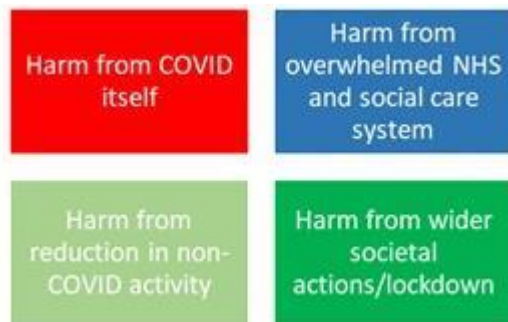 Harm from COVID
itself
Harm from
overwhelmed NHS
and social care
system
Harm from
reduction in non-
COVID activity
Harm from wider
societal
actions/lockdown